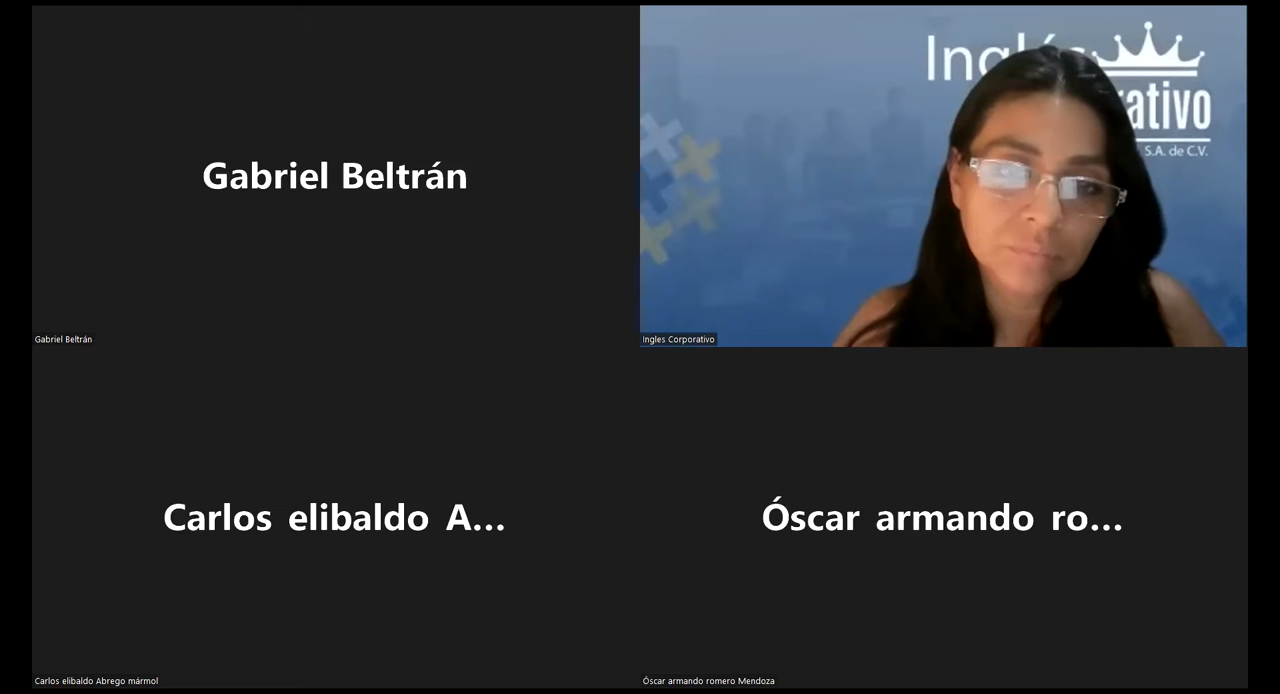 Gabriel Beltrán
Gabriel Beltrán
Inglés
rativo
S.A. de C.V.
Ingles Corporativo
Carlos elibaldo A...
Carlos elibaldo Abrego mármol
Óscar armando ro...
Óscar armando romero Mendoza